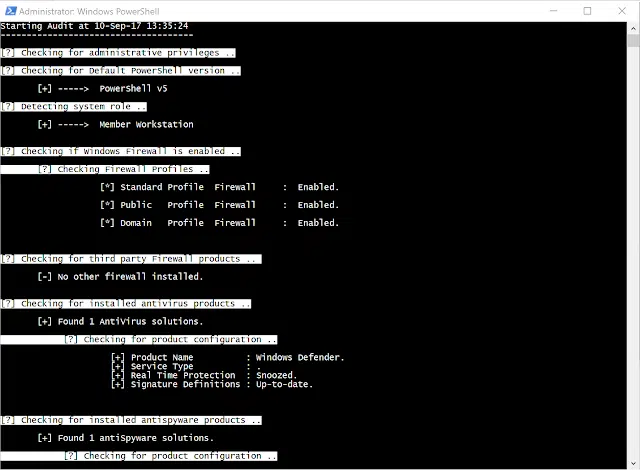 Administrator: Windows PowerShell
Starting Audit at 10-Sep-17 13:35:24
------------------------------------
[?] Checking for administrative privileges ..
[?] Checking for Default PowerShell version ..
[+] ----->  PowerShell v5
[?] Detecting system role ..
[+] ----->  Member Workstation
[?] Checking if Windows Firewall is enabled ..
[?] Checking Firewall Profiles ..
[*] Standard Profile  Firewall     :  Enabled.
[*] Public   Profile  Firewall     :  Enabled.
[*] Domain   Profile  Firewall     :  Enabled.
[?] Checking for third party Firewall products ..
[-] No other firewall installed.
[?] Checking for installed antivirus products ..
[+] Found 1 AntiVirus solutions.
[?] Checking for product configuration ..
[+] Product Name          : Windows Defender.
[+] Service Type          : .
[+] Real Time Protection  : Snoozed.
[+] Signature Definitions : Up-to-date.
[?] Checking for installed antispyware products ..
[+] Found 1 antiSpyware solutions.
[?] Checking for product configuration ..